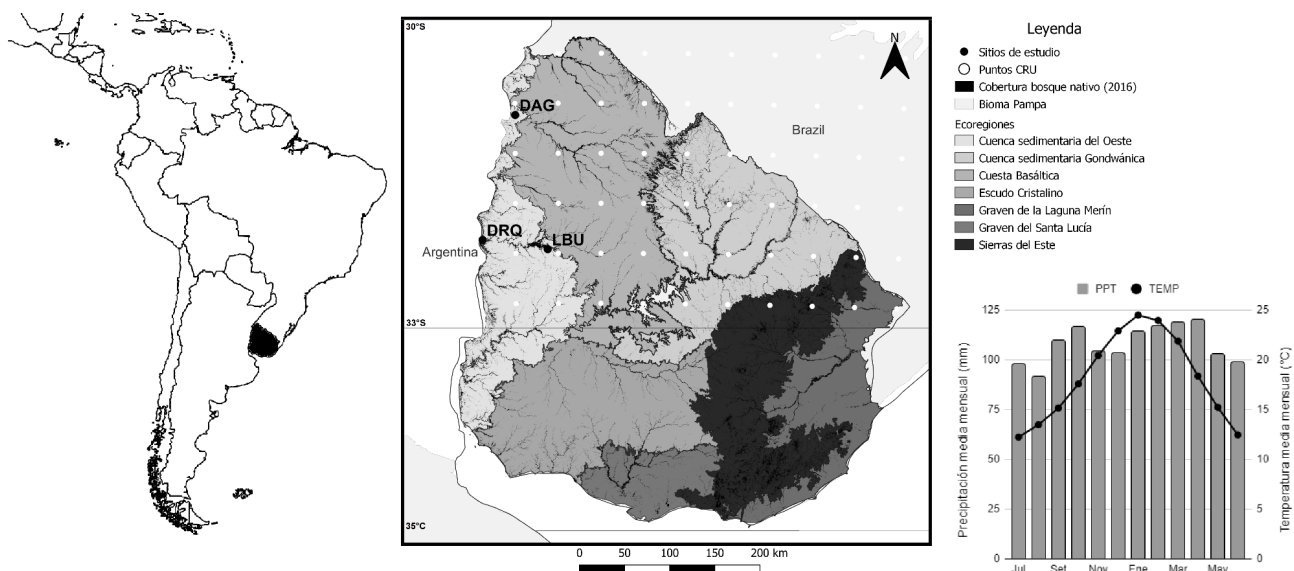 30°S
N
DAG
Brazil
DRQ
LBU
Argentina
33°S
35°C
0 50 100 150 200 km
Leyenda
Sitios de estudio
Puntos CRU
Cobertura bosque nativo (2016)
Bioma Pampa
Ecoregiones
Cuenca sedimentaria del Oeste
Cuenca sedimentaria Gondwánica
Cuesta Basáltica
Escudo Cristalino
Graven de la Laguna Merín
Graven del Santa Lucía
Sierras del Este
PPT TEMP
Precipitación media mensual (mm)
125
100
75
50
25
0
Temperatura media mensual (°C)
25
20
15
10
5
0
Jul Set Nov Ene Mar May